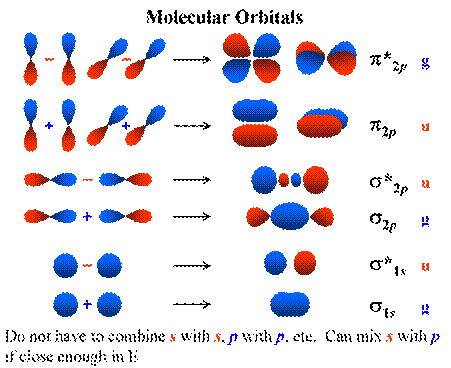 Molecular Orbitals
− − → π*2p g
+ + → π2p u
− → σ*2p u
+ → σ2p g
− → σ*1s u
+ → σ1s g
Do not have to combine s with s, p with p, etc. Can mix s with p
if close enough in E